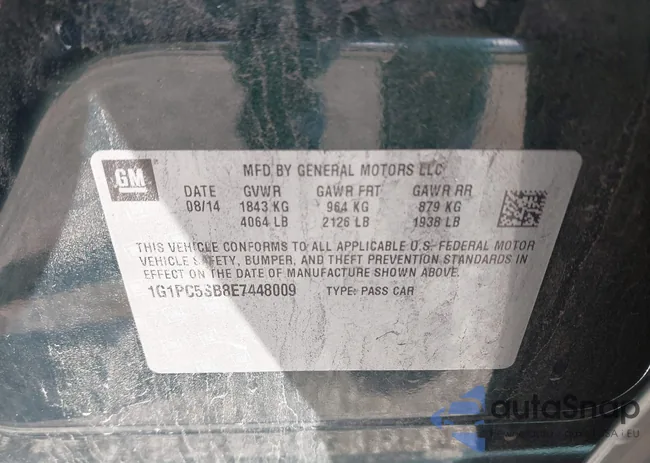 GM
MFD BY GENERAL MOTORS LLC
DATE GVWR GAWR FRT GAWR RR
08/14 1843 KG 964 KG 879 KG
4064 LB 2126 LB 1938 LB
THIS VEHICLE CONFORMS TO ALL APPLICABLE U.S. FEDERAL MOTOR
VEHICLE SAFETY, BUMPER, AND THEFT PREVENTION STANDARDS IN
EFFECT ON THE DATE OF MANUFACTURE SHOWN ABOVE.
1G1PC5SB8E7448009 TYPE: PASS CAR
autoSnap